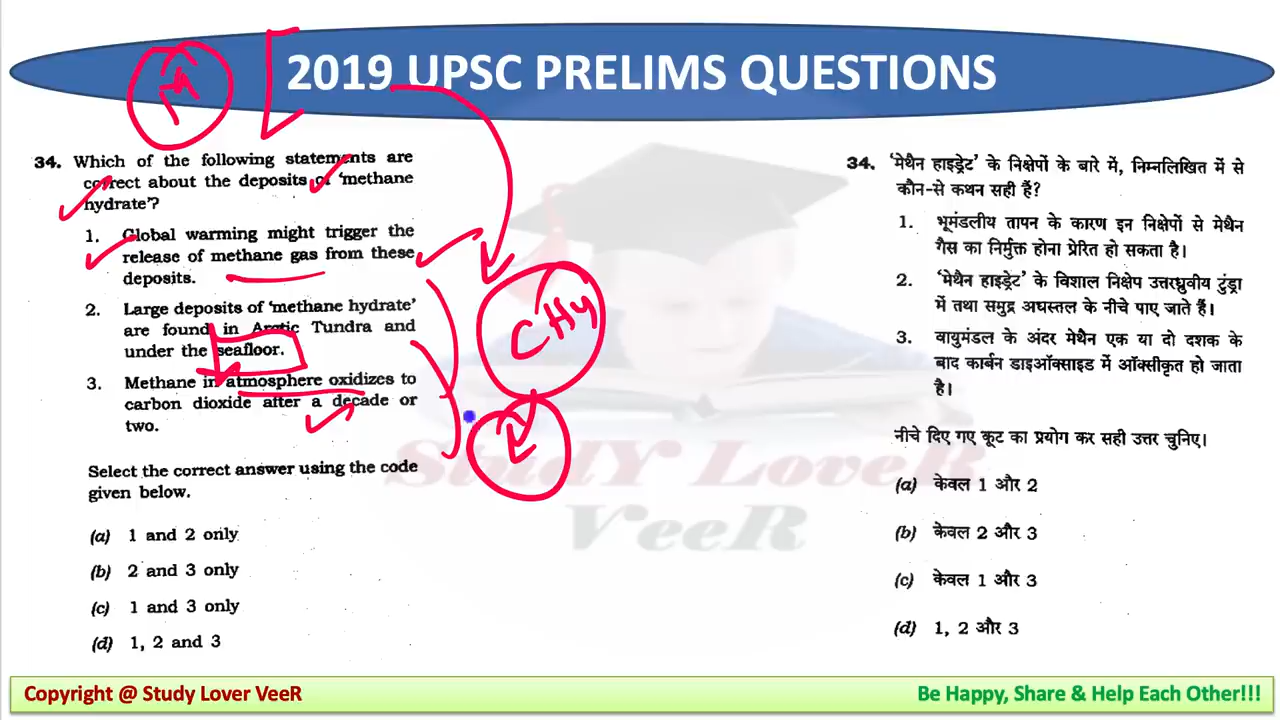 2019 UPSC PRELIMS QUESTIONS
34. Which of the following statements are
correct about the deposits of 'methane
hydrate'?
1. Global warming might trigger the
release of methane gas from these
deposits.
2. Large deposits of 'methane hydrate'
are found in Arctic Tundra and
under the seafloor.
3. Methane in atmosphere oxidizes to
carbon dioxide after a decade or
two.
Select the correct answer using the code
given below.
(a) 1 and 2 only
(b) 2 and 3 only
(c) 1 and 3 only
(d) 1, 2 and 3
CH4
34. 'मेथैन हाइड्रेट' के निक्षेपों के बारे में, निम्नलिखित में से
कौन-से कथन सही हैं?
1. भूमंडलीय तापन के कारण इन निक्षेपों से मेथैन
गैस का निर्मुक्त होना प्रेरित हो सकता है।
2. 'मेथैन हाइड्रेट' के विशाल निक्षेप उत्तरध्रुवीय टुंड्रा
में तथा समुद्र अधस्तल के नीचे पाए जाते हैं।
3. वायुमंडल के अंदर मेथैन एक या दो दशक के
बाद कार्बन डाइऑक्साइड में ऑक्सीकृत हो जाता
है।
नीचे दिए गए कूट का प्रयोग कर सही उत्तर चुनिए।
(a) केवल 1 और 2
(b) केवल 2 और 3
(c) केवल 1 और 3
(d) 1, 2 और 3
StudY LoveR
VeeR
Copyright @ Study Lover VeeR
Be Happy, Share & Help Each Other!!!